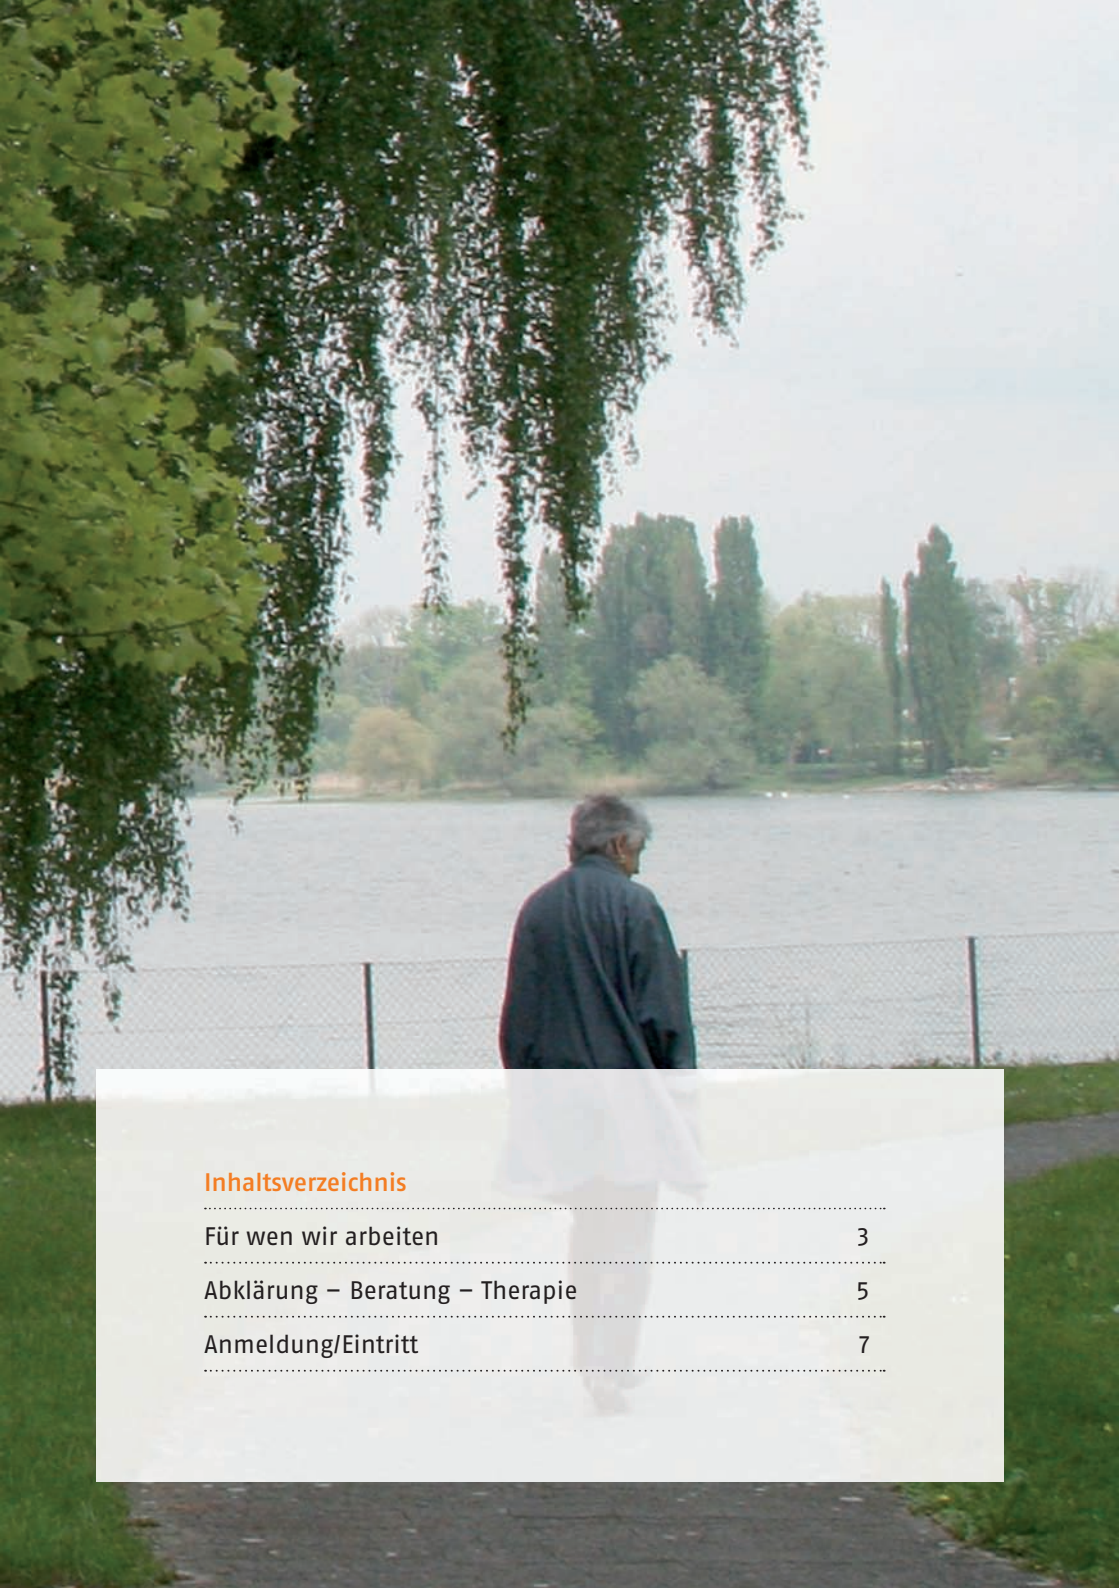 Inhaltsverzeichnis
Für wen wir arbeiten 3
Abklärung – Beratung – Therapie 5
Anmeldung/Eintritt 7